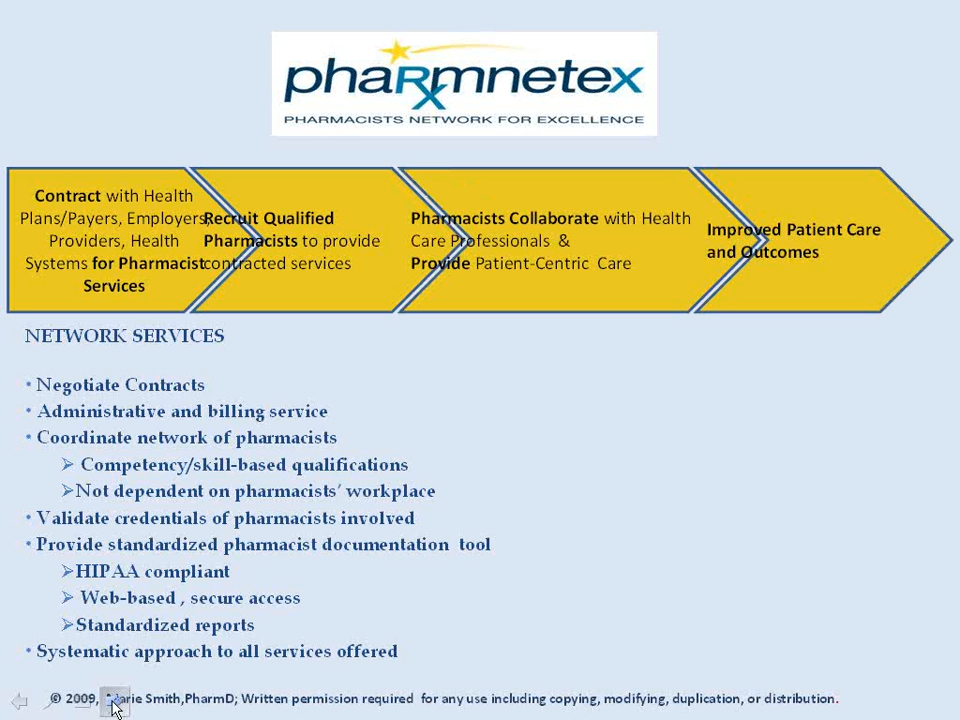 phaRmnetex
PHARMACISTS NETWORK FOR EXCELLENCE
Contract with Health
Plans/Payers, Employers,
Providers, Health
Systems for Pharmacist
Services
Recruit Qualified
Pharmacists to provide
contracted services
Pharmacists Collaborate with Health
Care Professionals &
Provide Patient-Centric Care
Improved Patient Care
and Outcomes
NETWORK SERVICES
• Negotiate Contracts
• Administrative and billing service
• Coordinate network of pharmacists
➢ Competency/skill-based qualifications
➢Not dependent on pharmacists’ workplace
• Validate credentials of pharmacists involved
• Provide standardized pharmacist documentation tool
➢HIPAA compliant
➢ Web-based , secure access
➢Standardized reports
• Systematic approach to all services offered
© 2009, Marie Smith,PharmD; Written permission required for any use including copying, modifying, duplication, or distribution.